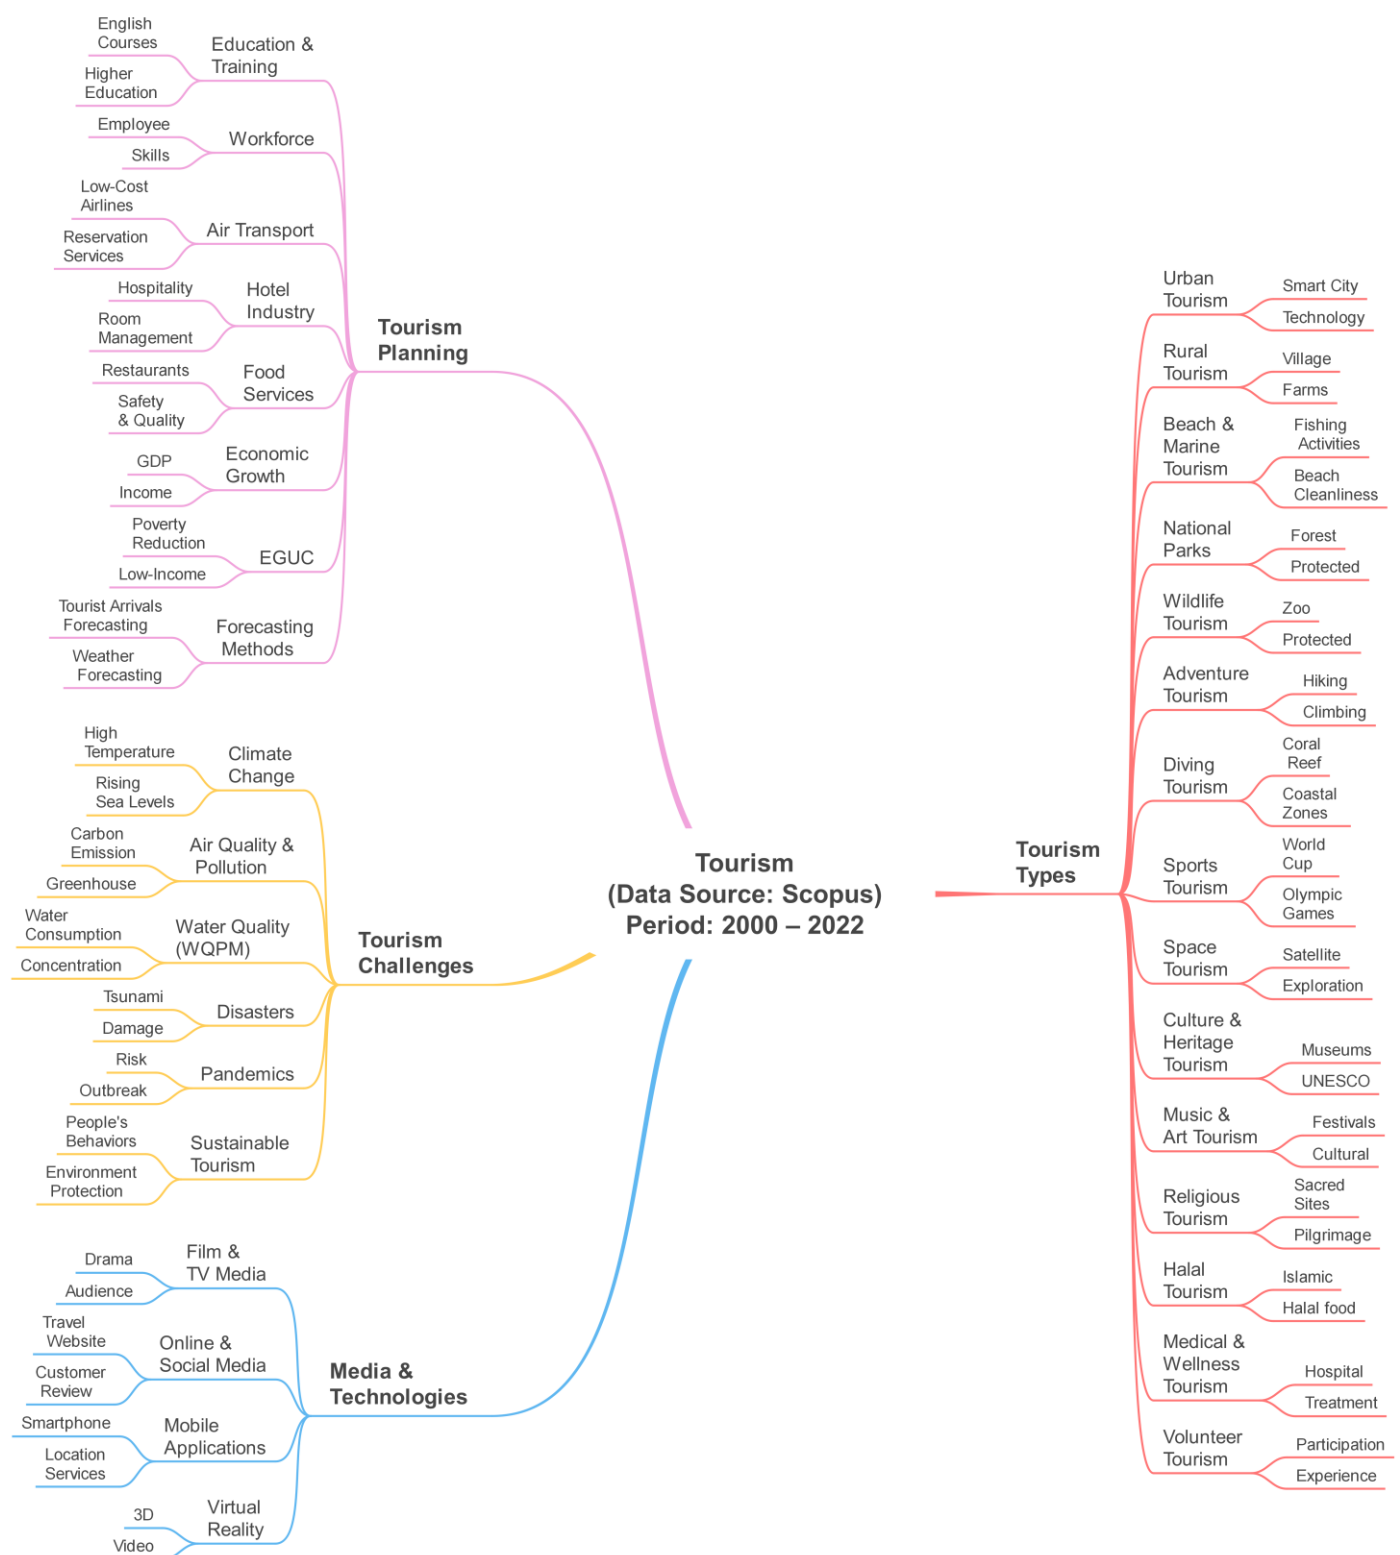 Tourism
(Data Source: Scopus)
Period: 2000 – 2022
Tourism
Planning
Education &
Training
English
Courses
Higher
Education
Workforce
Employee
Skills
Air Transport
Low-Cost
Airlines
Reservation
Services
Hotel
Industry
Hospitality
Room
Management
Food
Services
Restaurants
Safety
& Quality
Economic
Growth
GDP
Income
EGUC
Poverty
Reduction
Low-Income
Forecasting
Methods
Tourist Arrivals
Forecasting
Weather
Forecasting
Tourism
Challenges
Climate
Change
High
Temperature
Rising
Sea Levels
Air Quality &
Pollution
Carbon
Emission
Greenhouse
Water Quality
(WQPM)
Water
Consumption
Concentration
Disasters
Tsunami
Damage
Pandemics
Risk
Outbreak
Sustainable
Tourism
People's
Behaviors
Environment
Protection
Media &
Technologies
Film &
TV Media
Drama
Audience
Online &
Social Media
Travel
Website
Customer
Review
Mobile
Applications
Smartphone
Location
Services
Virtual
Reality
3D
Video
Tourism
Types
Urban
Tourism
Smart City
Technology
Rural
Tourism
Village
Farms
Beach &
Marine
Tourism
Fishing
Activities
Beach
Cleanliness
National
Parks
Forest
Protected
Wildlife
Tourism
Zoo
Protected
Adventure
Tourism
Hiking
Climbing
Diving
Tourism
Coral
Reef
Coastal
Zones
Sports
Tourism
World
Cup
Olympic
Games
Space
Tourism
Satellite
Exploration
Culture &
Heritage
Tourism
Museums
UNESCO
Music &
Art Tourism
Festivals
Cultural
Religious
Tourism
Sacred
Sites
Pilgrimage
Halal
Tourism
Islamic
Halal food
Medical &
Wellness
Tourism
Hospital
Treatment
Volunteer
Tourism
Participation
Experience